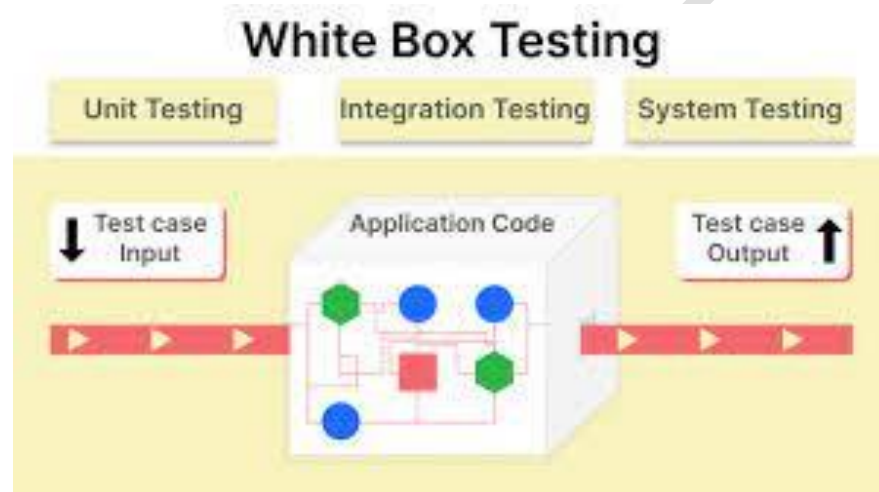 White Box Testing
Unit Testing
Integration Testing
System Testing
Test case
Input
Application Code
Test case
Output